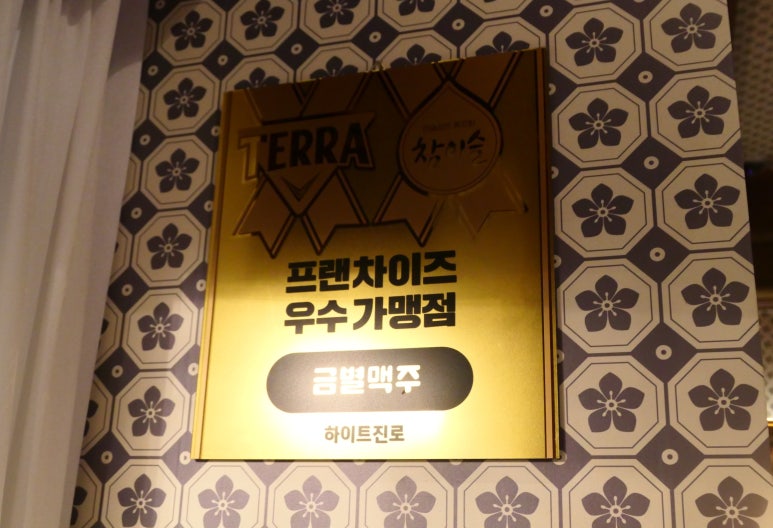 TERRA
참이슬
프랜차이즈
우수 가맹점
금별맥주
하이트진로